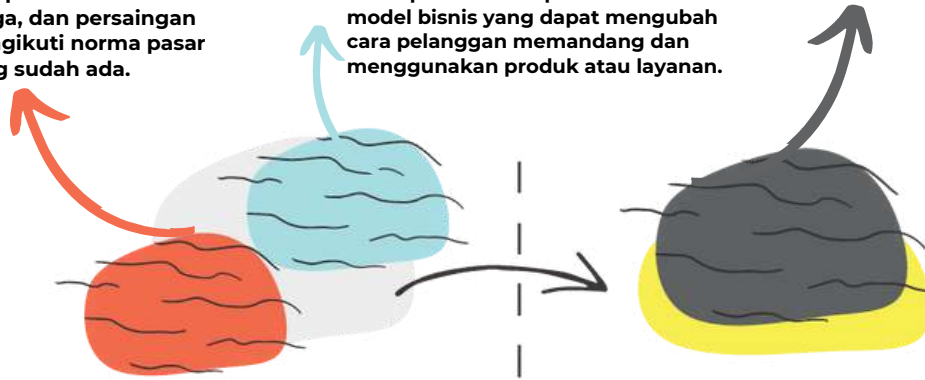 dan persaingan
gikuti norma pasar
sudah ada.
model bisnis yang dapat mengubah
cara pelanggan memandang dan
menggunakan produk atau layanan.